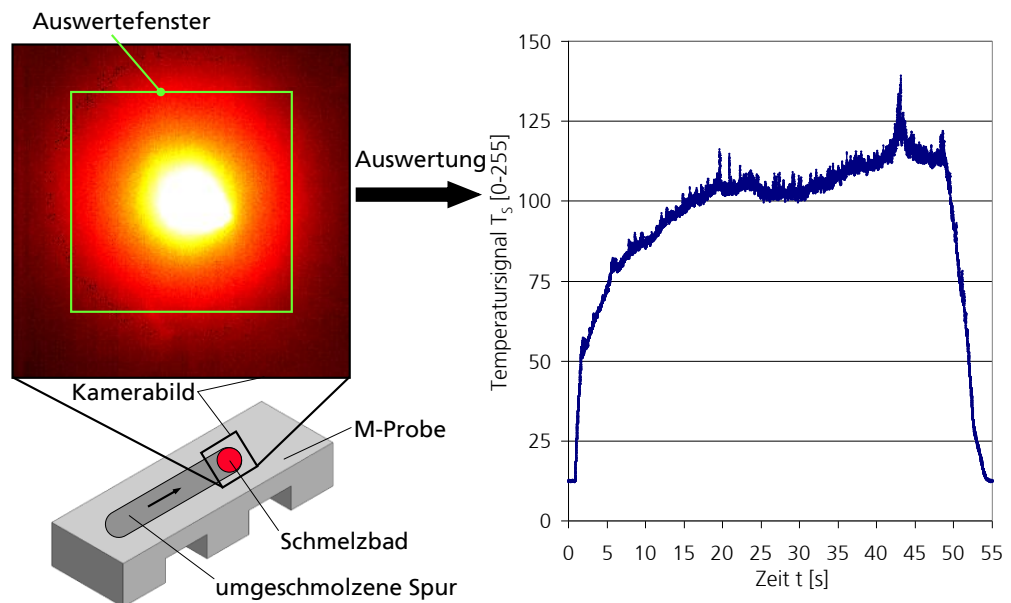 Auswertefenster
Auswertung
Kamerabild
M-Probe
Schmelzbad
umgeschmolzene Spur
Temperatursignal T_S [0-255]
150
125
100
75
50
25
0
0 5 10 15 20 25 30 35 40 45 50 55
Zeit t [s]